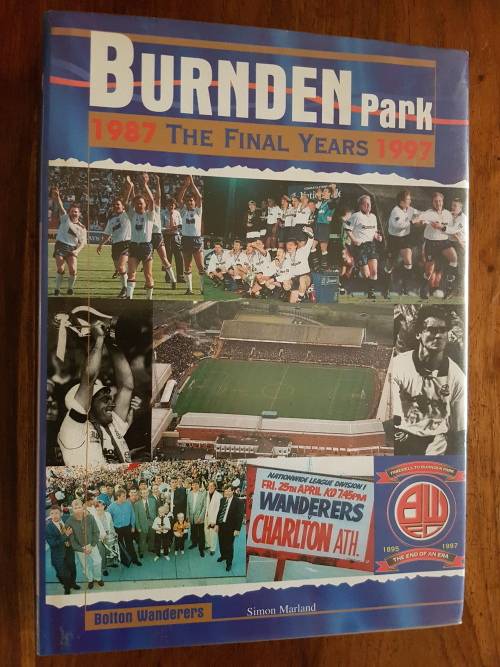 BURNDEN Park
1987 THE FINAL YEARS 1997
NATIONWIDE LEAGUE DIVISION 1
FRI. 25TH APRIL KO 7.45PM
WANDERERS
CHARLTON ATH.
FAREWELL TO BURNDEN PARK
BWFC
1895 1997
THE END OF AN ERA
Bolton Wanderers
Simon Marland